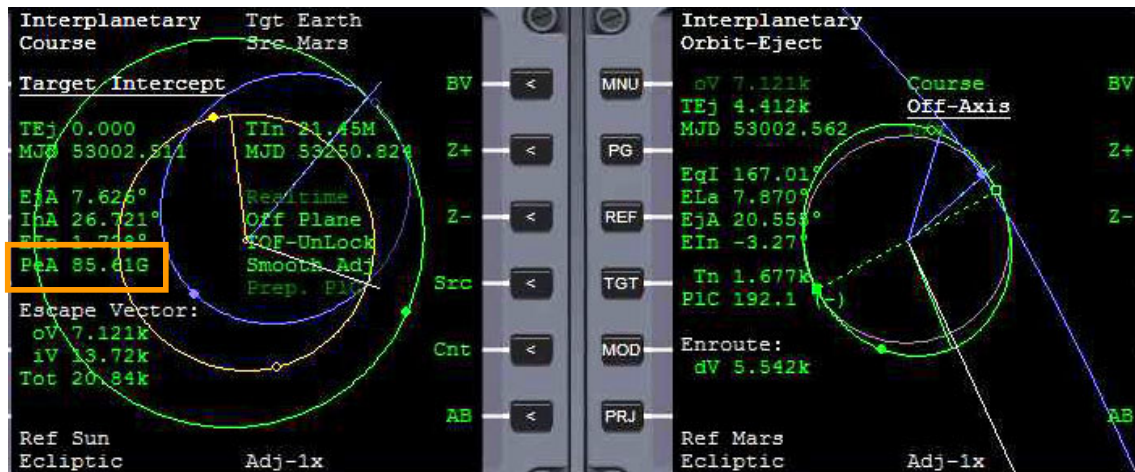 Interplanetary Tgt Earth
Course Src Mars
Target Intercept
TEj 0.000 TIn 21.45M
MJD 53002.511 MJD 53250.824
EjA 7.626° Realtime
InA 26.721° Off Plane
EIn 1.728° TOF-UnLock
PeA 85.61G Smooth Adj
Prep. PlC
Escape Vector:
oV 7.121k
iV 13.72k
Tot 20.84k
Ref Sun
Ecliptic Adj-1x
BV
Z+
Z-
Src
Cnt
AB
<
<
<
<
<
<
MNU
PG
REF
TGT
MOD
PRJ
Interplanetary
Orbit-Eject
oV 7.121k Course
TEj 4.412k Off-Axis
MJD 53002.562
EqI 167.01°
ELa 7.870°
EjA 20.555°
EIn -3.27
Tn 1.677k
PlC 192.1 (-)
Enroute:
dV 5.542k
Ref Mars
Ecliptic Adj-1x
BV
Z+
Z-
AB